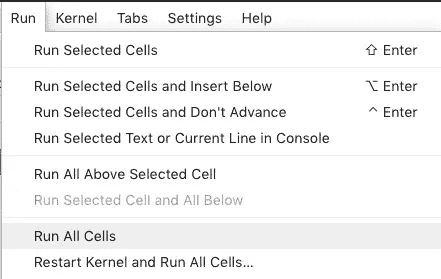 Run Kernel Tabs Settings Help
Run Selected Cells ⇧ Enter
Run Selected Cells and Insert Below ⌥ Enter
Run Selected Cells and Don't Advance ^ Enter
Run Selected Text or Current Line in Console
Run All Above Selected Cell
Run Selected Cell and All Below
Run All Cells
Restart Kernel and Run All Cells...